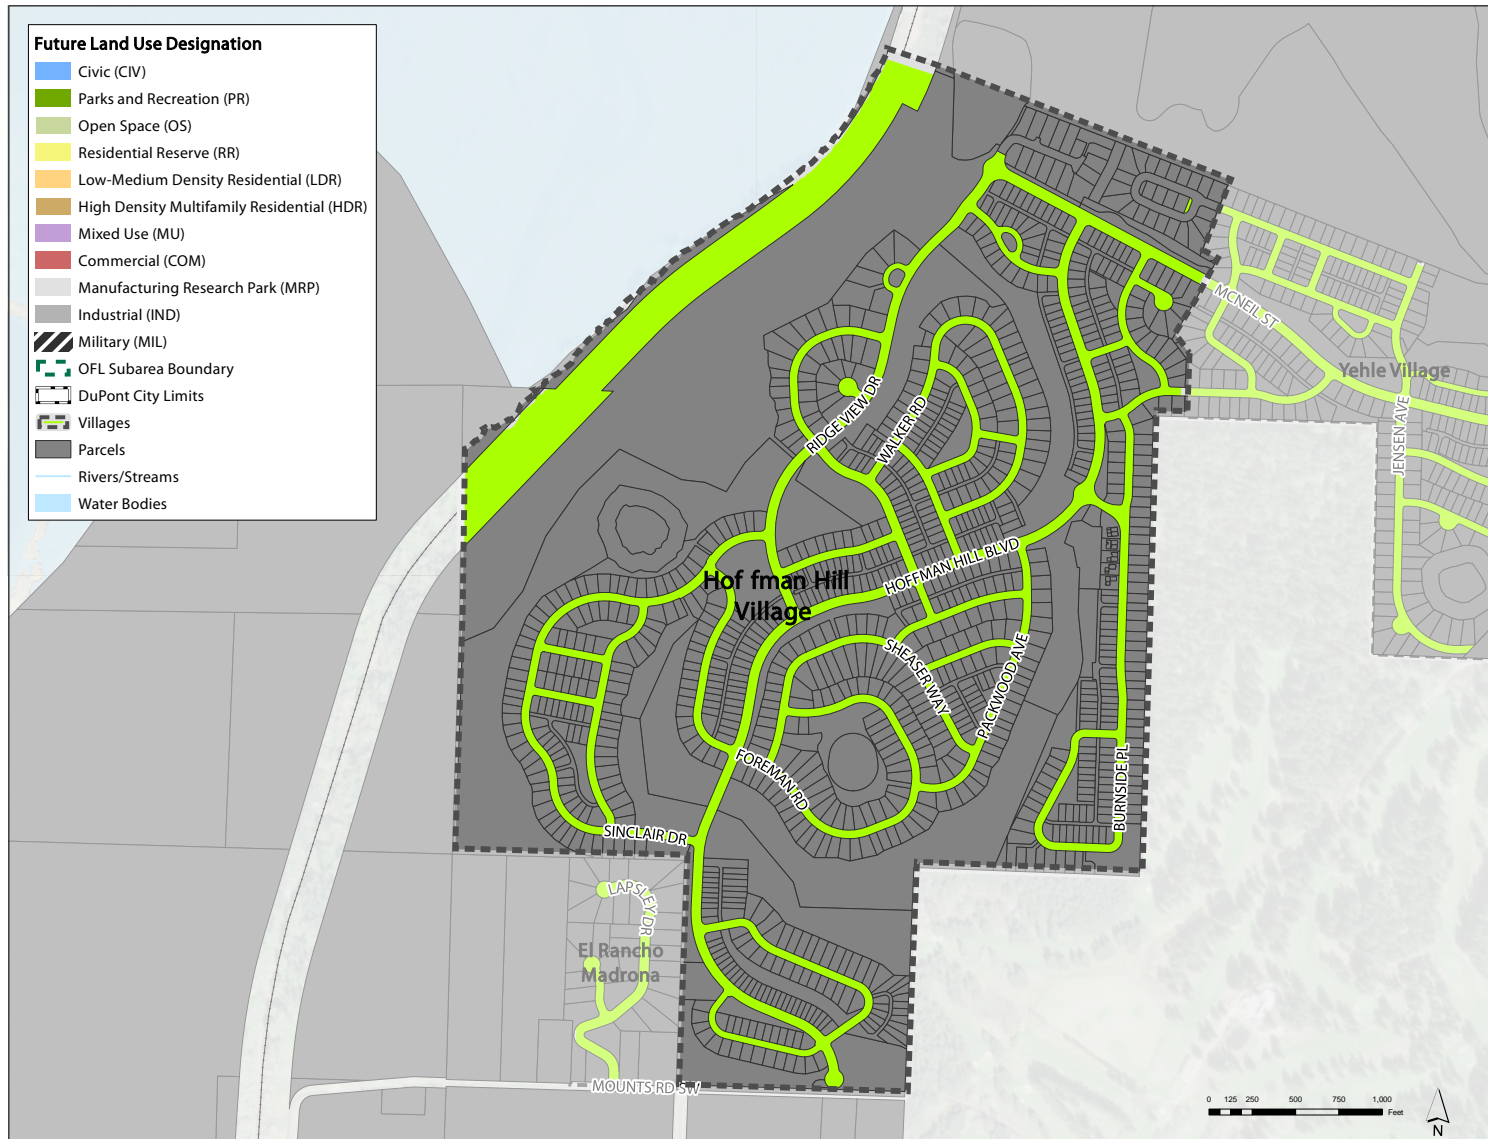 Future Land Use Designation
Civic (CIV)
Parks and Recreation (PR)
Open Space (OS)
Residential Reserve (RR)
Low-Medium Density Residential (LDR)
High Density Multifamily Residential (HDR)
Mixed Use (MU)
Commercial (COM)
Manufacturing Research Park (MRP)
Industrial (IND)
Military (MIL)
OFL Subarea Boundary
DuPont City Limits
Villages
Parcels
Rivers/Streams
Water Bodies
MCNEIL ST
Yehle Village
JENSEN AVE
RIDGE VIEW DR
WALKER RD
HOFFMAN HILL BLVD
Hof fman Hill
Village
SHEASER WAY
PACKWOOD AVE
FOREMAN RD
BURNSIDE PL
SINCLAIR DR
LAPSLEY DR
El Rancho
Madrona
MOUNTS RD SW
0 125 250 500 750 1,000
Feet
N